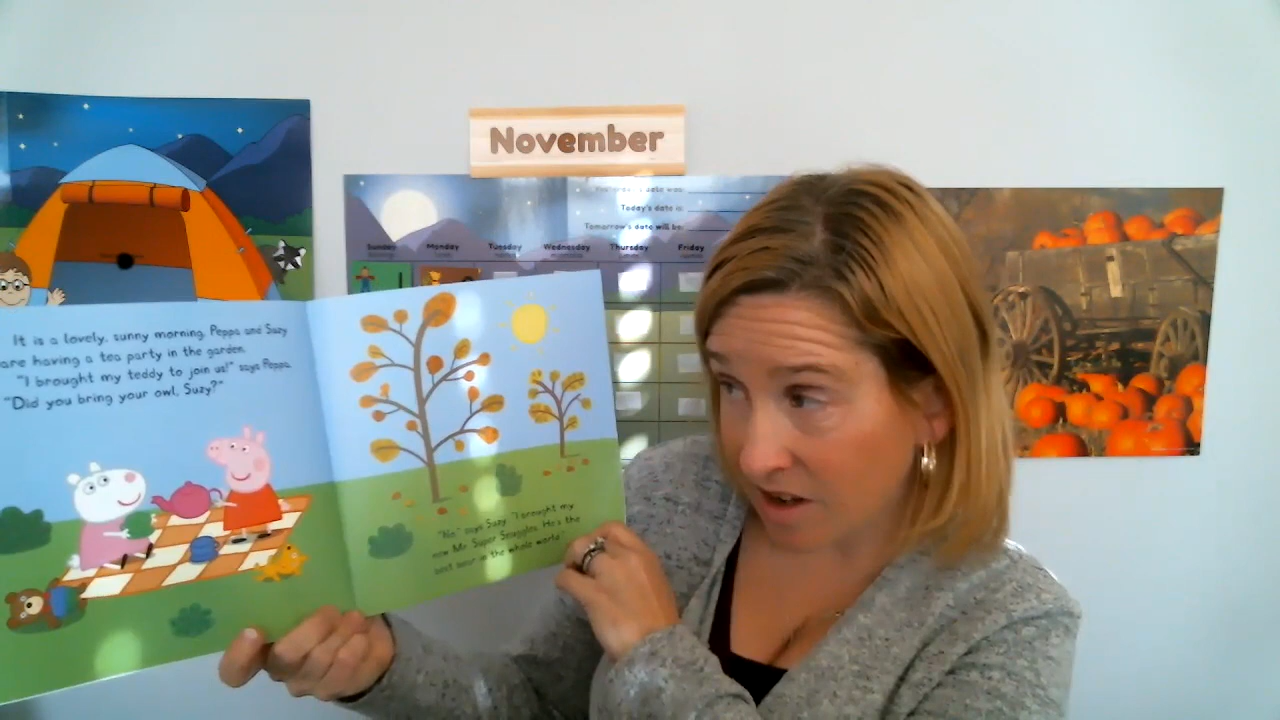 November
Today's date is:
Tomorrow's date will be:
Sunday Monday Tuesday Wednesday Thursday Friday
It is a lovely, sunny morning. Peppa and Suzy
are having a tea party in the garden.
"I brought my teddy to join us!" says Peppa.
"Did you bring your owl, Suzy?"
"No," says Suzy. "I brought my
new Mr. Super Snuggles. He's the
best bear in the whole world."